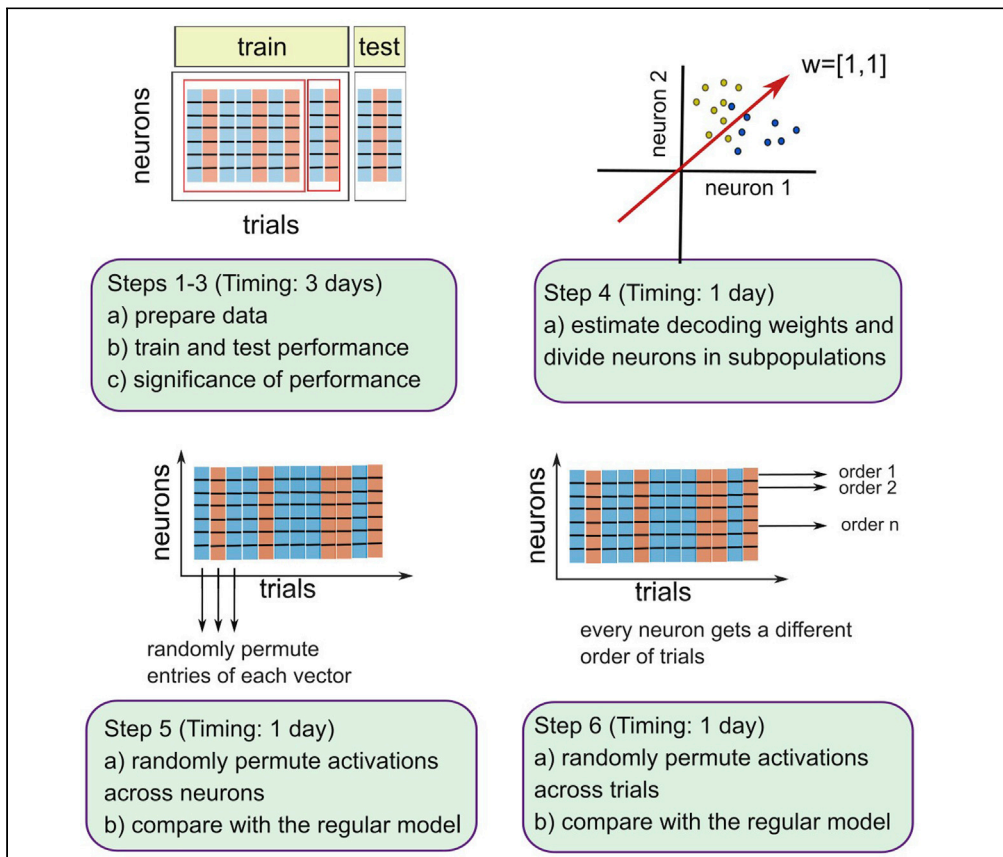 train
test
neurons
trials
w=[1,1]
neuron 2
neuron 1
Steps 1-3 (Timing: 3 days)
a) prepare data
b) train and test performance
c) significance of performance
Step 4 (Timing: 1 day)
a) estimate decoding weights and
divide neurons in subpopulations
neurons
trials
randomly permute
entries of each vector
neurons
trials
order 1
order 2
order n
every neuron gets a different
order of trials
Step 5 (Timing: 1 day)
a) randomly permute activations
across neurons
b) compare with the regular model
Step 6 (Timing: 1 day)
a) randomly permute activations
across trials
b) compare with the regular model